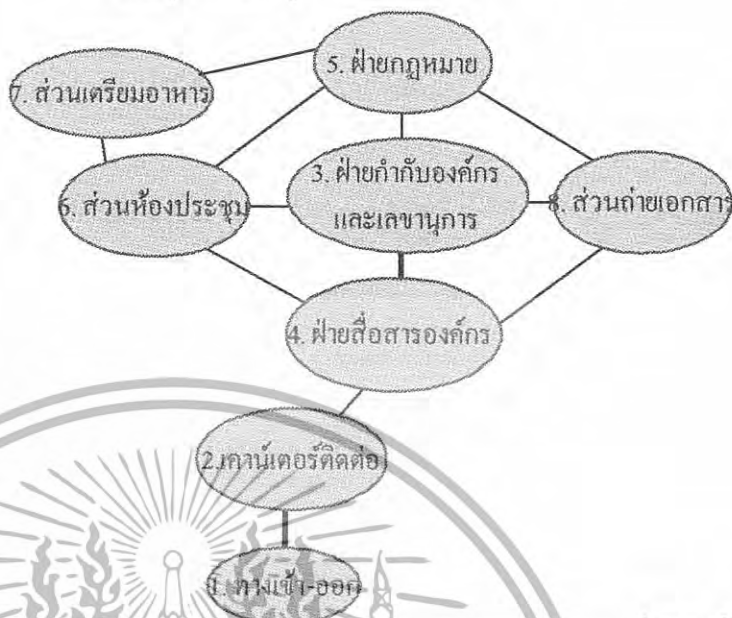 5. ฝ่ายกฎหมาย
7. ส่วนเตรียมอาหาร
3. ฝ่ายกำกับองค์กร
และเลขานุการ
6. ส่วนห้องประชุม
8. ส่วนถ่ายเอกสาร
4. ฝ่ายสื่อสารองค์กร
2.เคาน์เตอร์ติดต่อ
1. ทางเข้า-ออก